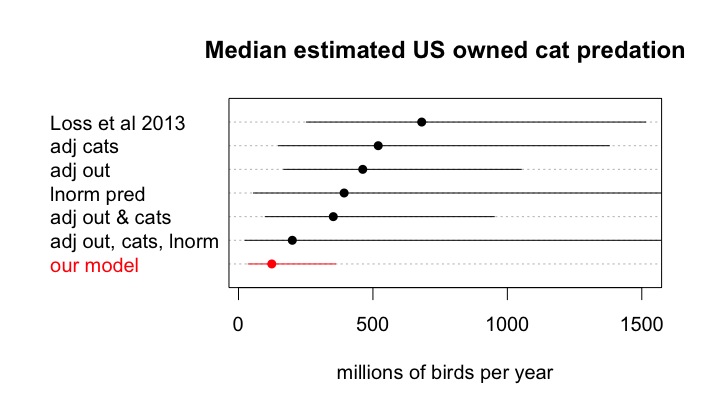 Median estimated US owned cat predation
Loss et al 2013
adj cats
adj out
lnorm pred
adj out & cats
adj out, cats, lnorm
our model
0 500 1000 1500
millions of birds per year